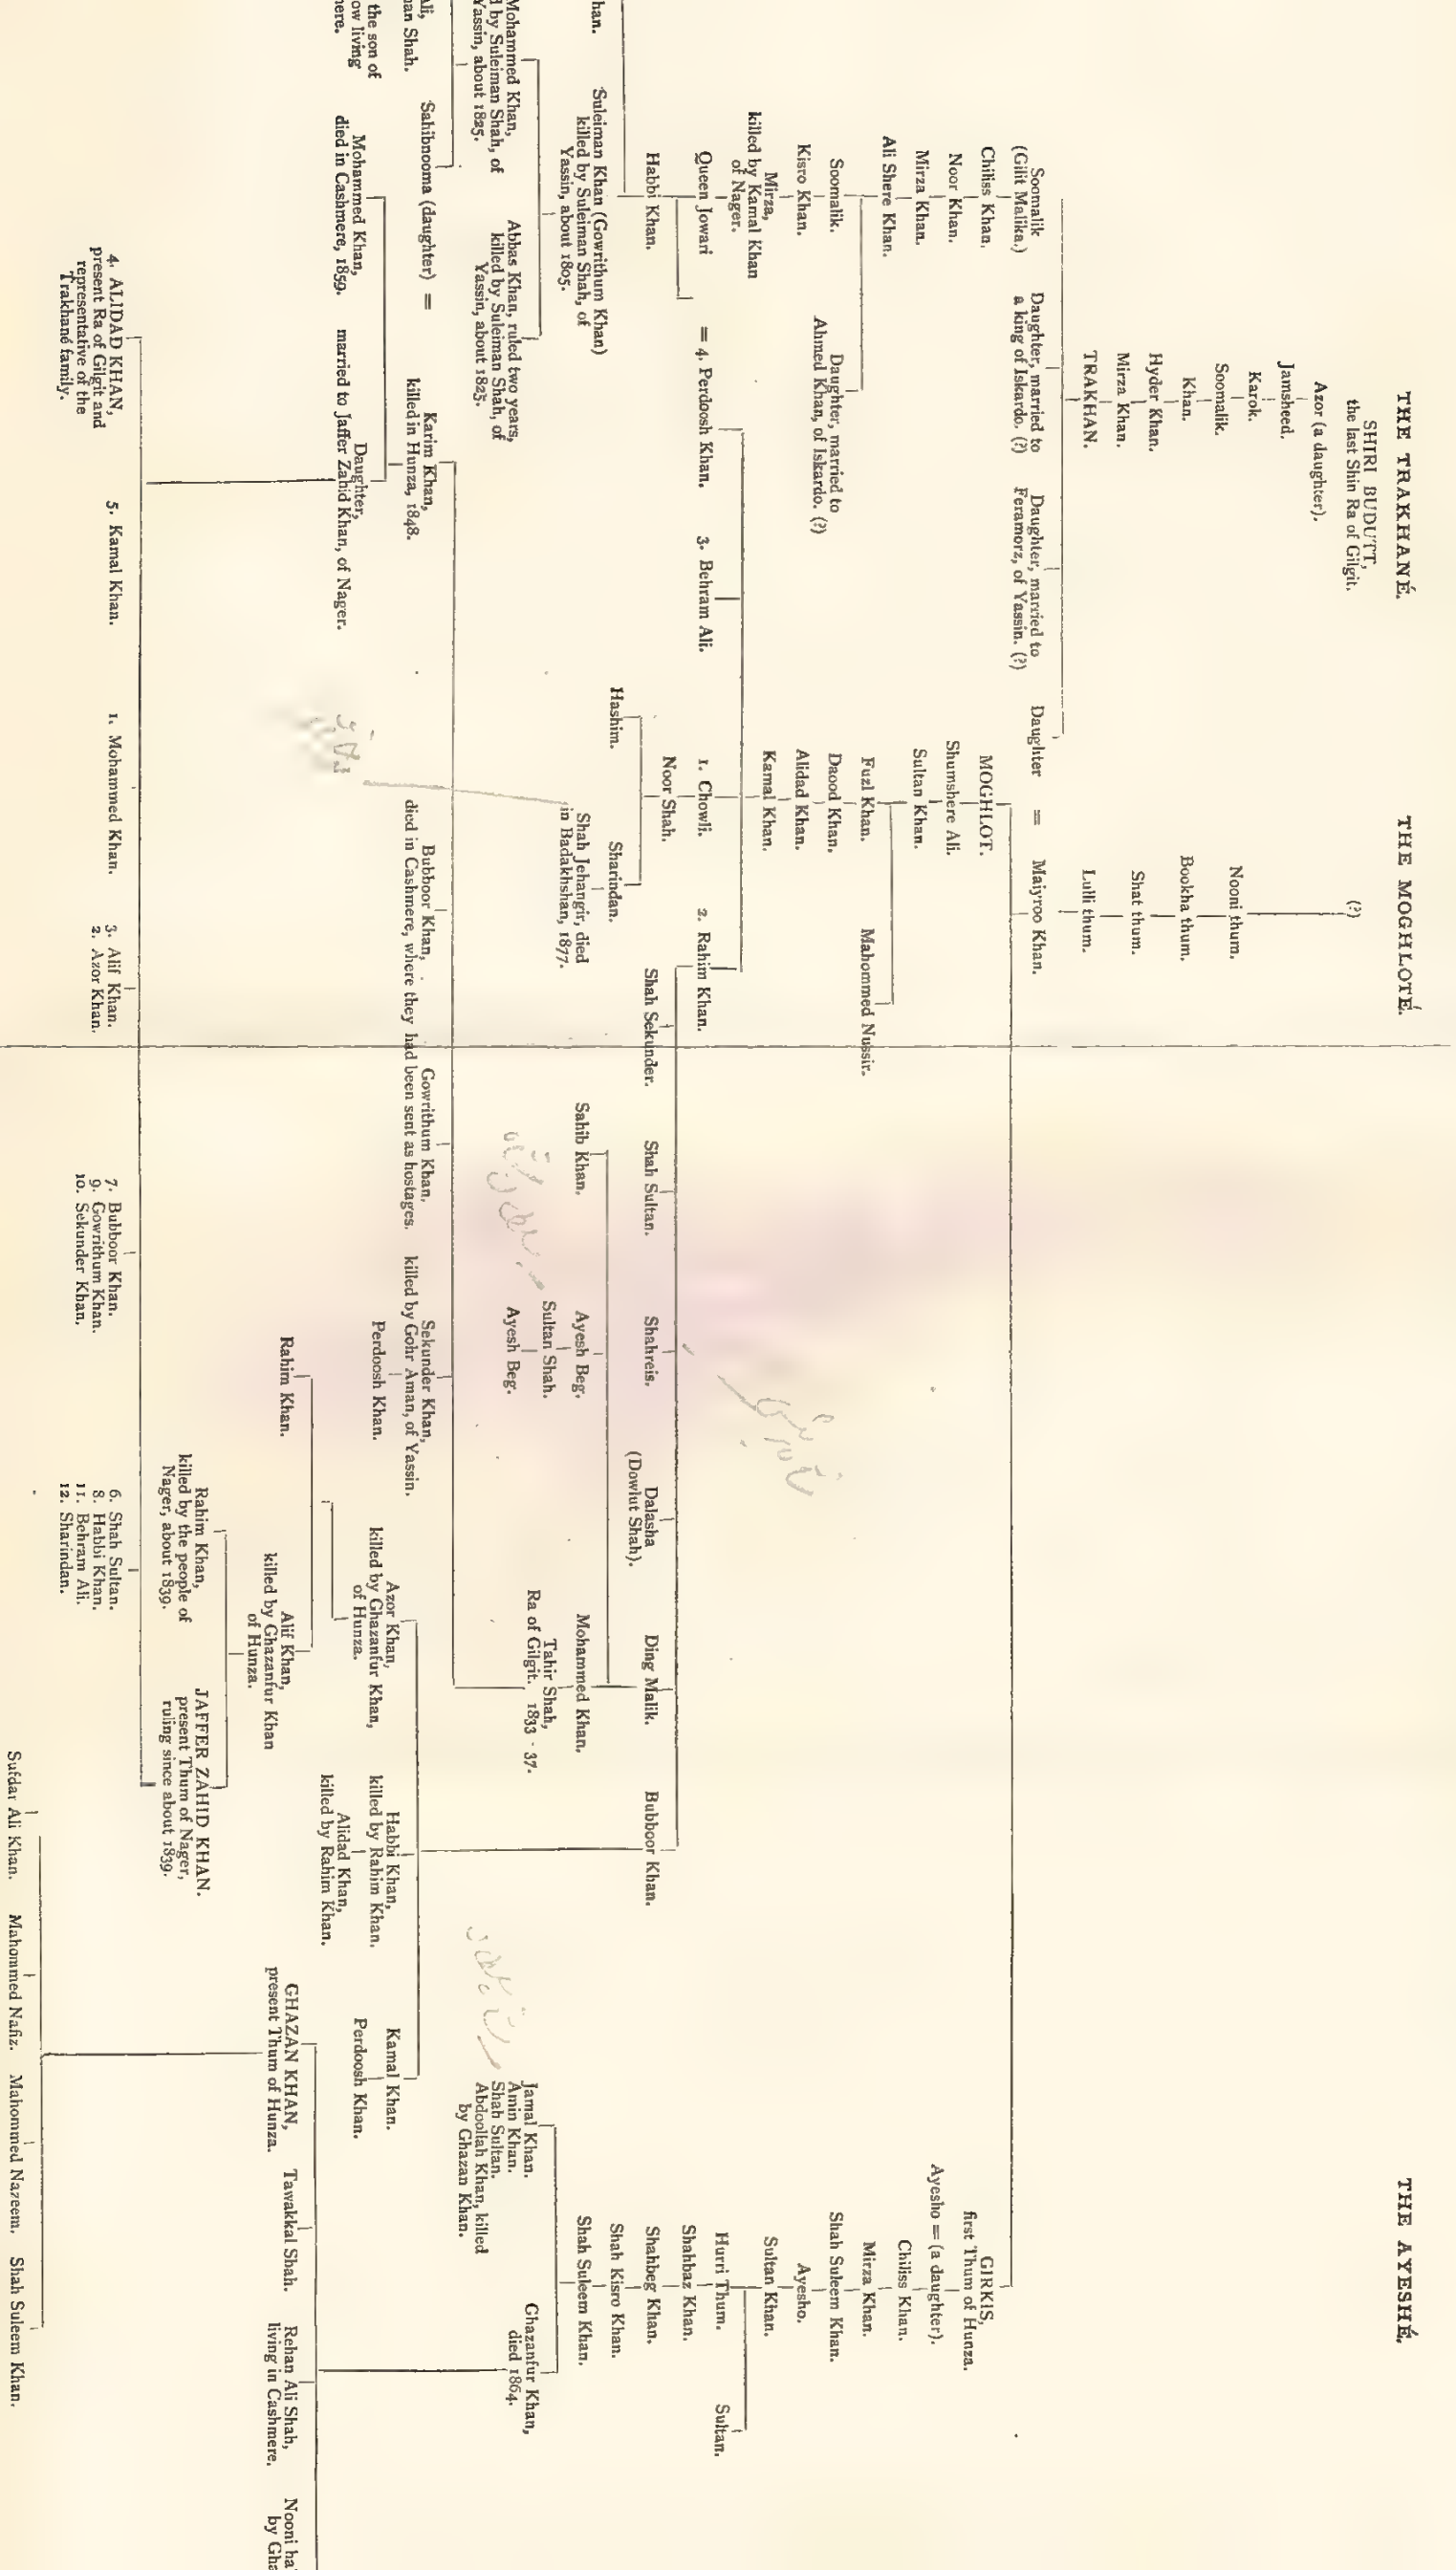 THE TRAKHANÉ.
THE MOGHLOTÉ.
THE AYESHÉ.
SHIRI BUDUTT,
the last Shin Ra of Gilgit.
Azor (a daughter).
Jamsheed.
Karok.
Soomalik.
Khan.
Hyder Khan.
Mirza Khan.
TRAKHAN.
(?)
Nooni thum.
Bookha thum.
Shat thum.
Lulli thum.
Soomalik
(Gilit Malika.)
Daughter, married to
a king of Iskardo. (?)
Daughter, married to
Feramorz, of Yassin. (?)
Daughter = Maiyroo Khan.
Chiliss Khan.
Noor Khan.
Mirza Khan.
Ali Shere Khan.
MOGHLOT.
Shumshere Ali.
Sultan Khan.
Fuzl Khan.
Mahommed Nussir.
GIRKIS,
first Thum of Hunza.
Ayesho = (a daughter).
Chiliss Khan.
Mirza Khan.
Shah Suleem Khan.
Ayesho.
Sultan Khan.
Soomalik.
Daughter, married to
Ahmed Khan, of Iskardo. (?)
Kisro Khan.
Mirza,
killed by Kamal Khan
of Nager.
Daood Khan.
Alidad Khan.
Kamal Khan.
Queen Jowari = 4. Perdoosh Khan. 3. Behram Ali. 1. Chowli. 2. Rahim Khan.
Hurri Thum. Sultan.
Shahbaz Khan.
Shahbeg Khan.
Shah Kisro Khan.
Shah Suleem Khan.
Habbi Khan.
Noor Shah.
Shah Sekunder. Shah Sultan. Shahreis. Dalasha
(Dowlut Shah). Ding Malik. Bubboor Khan.
Hashim. Sharindan.
han.
Suleiman Khan (Gowrithum Khan)
killed by Suleiman Shah, of
Yassin, about 1805.
Shah Jehangir, died
in Badakhshan, 1877.
Sahib Khan. Ayesh Beg. Mohammed Khan.
Sultan Shah.
Ayesh Beg.
Tahir Shah,
Ra of Gilgit. 1833 - 37.
Jamal Khan.
Amin Khan.
Shah Sultan.
Abdoollah Khan, killed
by Ghazan Khan.
Ghazanfur Khan,
died 1864.
Mohammed Khan,
d by Suleiman Shah, of
Yassin, about 1825.
Abbas Khan, ruled two years,
killed by Suleiman Shah, of
Yassin, about 1823.
Ali,
nan Shah.
Sahibnooma (daughter) =
Karim Khan,
killed in Hunza, 1848.
Bubboor Khan, Gowrithum Khan,
died in Cashmere, where they had been sent as hostages.
Sekunder Khan,
killed by Gohr Aman, of Yassin.
Perdoosh Khan.
Azor Khan,
killed by Ghazanfur Khan,
of Hunza.
Habbi Khan,
killed by Rahim Khan.
Alidad Khan,
killed by Rahim Khan.
Kamal Khan.
Perdoosh Khan.
the son of
ow living
nere.
Mohammed Khan,
died in Cashmere, 1859.
Daughter,
married to Jaffer Zahid Khan, of Nager.
Rahim Khan.
Alif Khan,
killed by Ghazanfur Khan
of Hunza.
GHAZAN KHAN,
present Thum of Hunza.
Tawakkal Shah.
Rehan Ali Shah,
living in Cashmere.
Nooni ha
by Gha
Rahim Khan,
killed by the people of
Nager, about 1839.
JAFFER ZAHID KHAN.
present Thum of Nager,
ruling since about 1839.
4. ALIDAD KHAN,
present Ra of Gilgit and
representative of the
Trakhané family.
5. Kamal Khan.
1. Mohammed Khan.
3. Alif Khan.
2. Azor Khan.
7. Bubboor Khan.
9. Gowrithum Khan.
10. Sekunder Khan.
6. Shah Sultan.
8. Habbi Khan.
11. Behram Ali.
12. Sharindan.
Sufdar Ali Khan. Mahommed Nafiz. Mahommed Nazeem. Shah Suleem Khan.